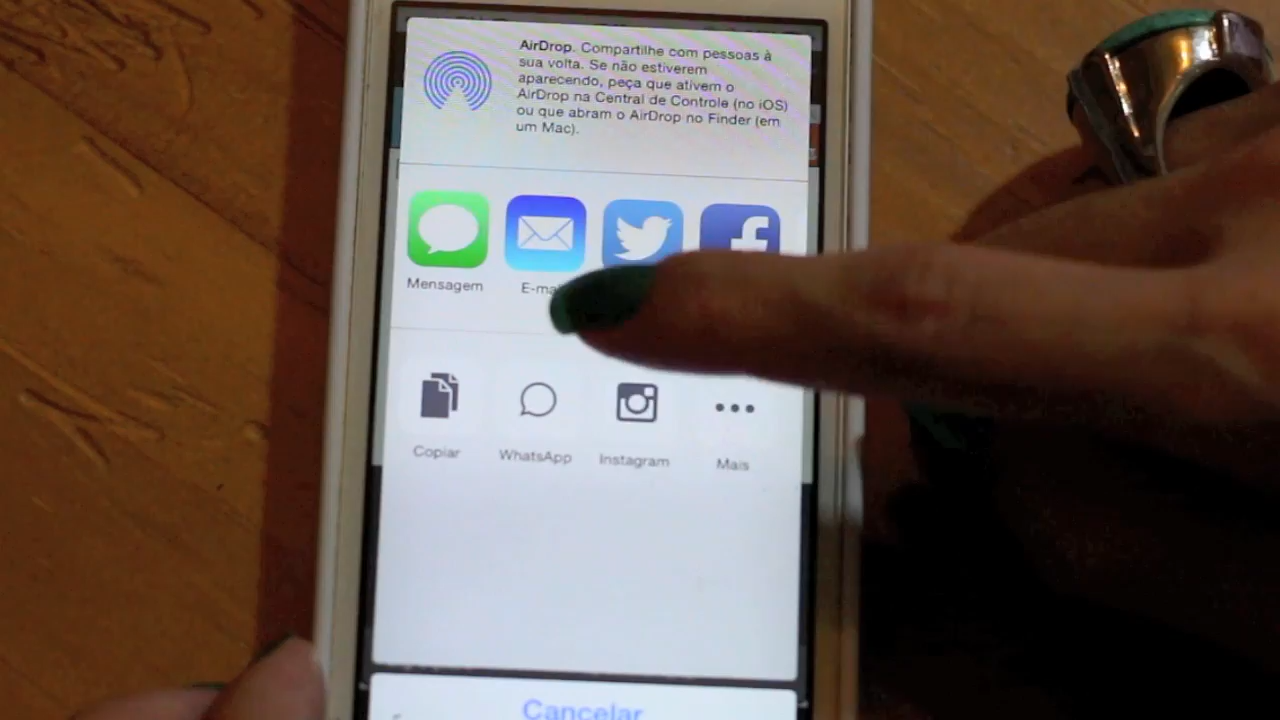 AirDrop. Compartilhe com pessoas à
sua volta. Se não estiverem
aparecendo, peça que ativem o
AirDrop na Central de Controle (no iOS)
ou que abram o AirDrop no Finder (em
um Mac).
Mensagem
Copiar WhatsApp Instagram Mais
Cancelar